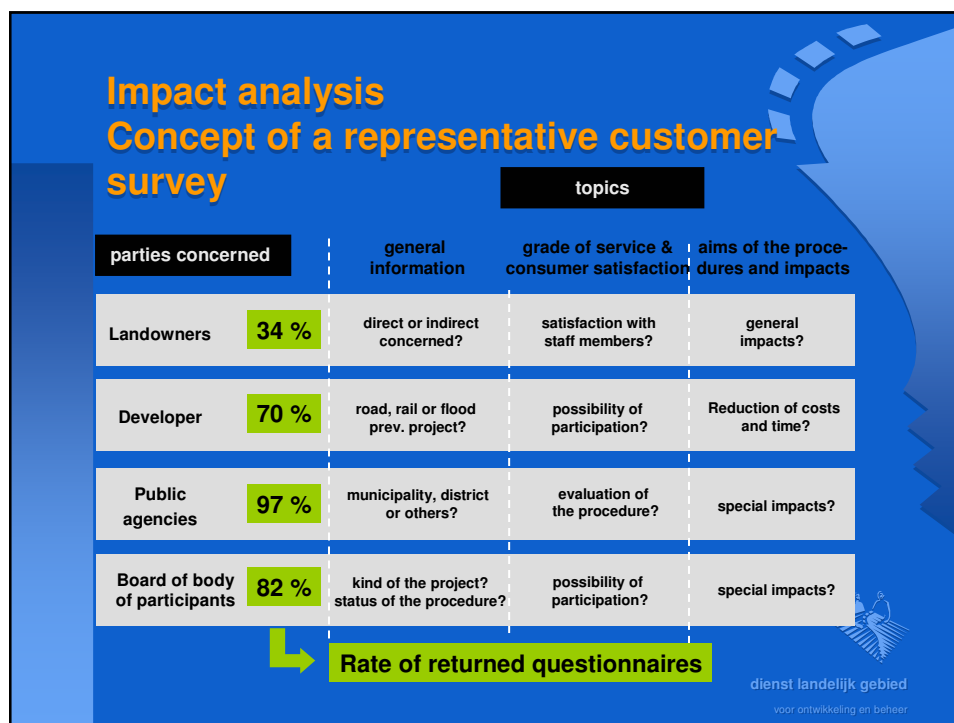 Impact analysis
Concept of a representative customer
survey
topics
parties concerned
general
information
grade of service &
consumer satisfaction
aims of the proce-
dures and impacts
Landowners
34 %
direct or indirect
concerned?
satisfaction with
staff members?
general
impacts?
Developer
70 %
road, rail or flood
prev. project?
possibility of
participation?
Reduction of costs
and time?
Public
agencies
97 %
municipality, district
or others?
evaluation of
the procedure?
special impacts?
Board of body
of participants
82 %
kind of the project?
status of the procedure?
possibility of
participation?
special impacts?
Rate of returned questionnaires
dienst landelijk gebied
voor ontwikkeling en beheer